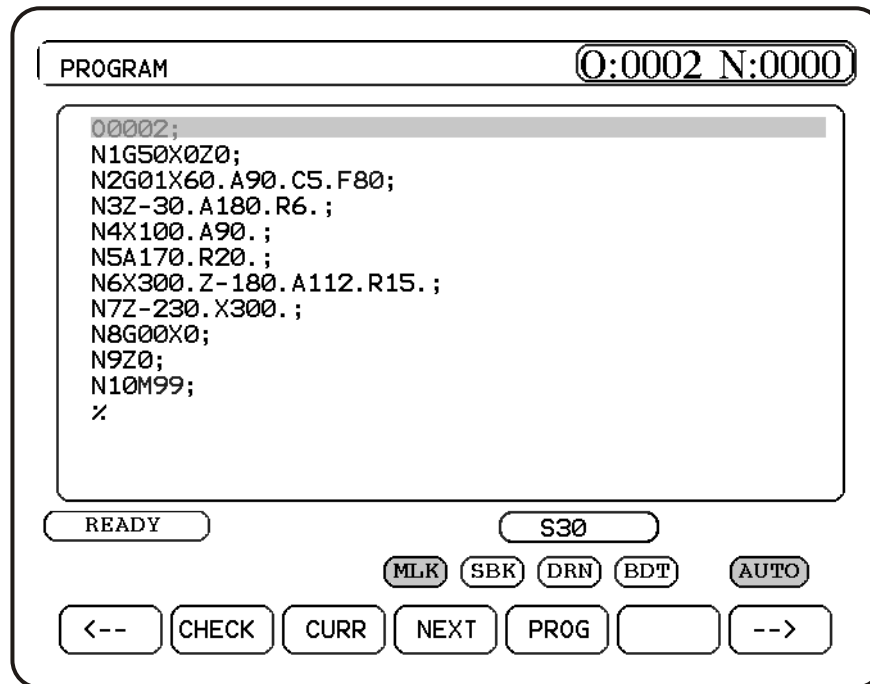 PROGRAM O:0002 N:0000
O0002;
N1G50X0Z0;
N2G01X60.A90.C5.F80;
N3Z-30.A180.R6.;
N4X100.A90.;
N5A170.R20.;
N6X300.Z-180.A112.R15.;
N7Z-230.X300.;
N8G00X0;
N9Z0;
N10M99;
%
READY S30
MLK SBK DRN BDT AUTO
<-- CHECK CURR NEXT PROG -->